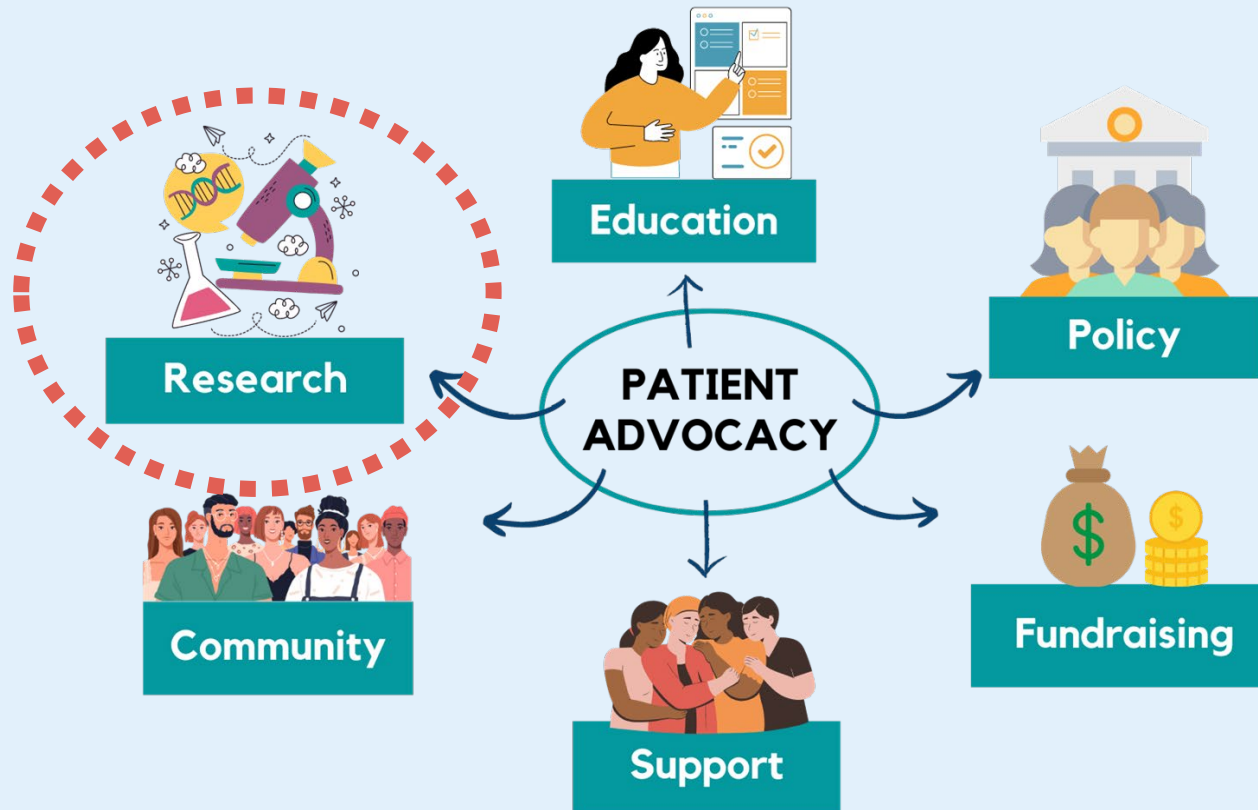 Education
Policy
Research
PATIENT
ADVOCACY
$
$
Community
Fundraising
Support